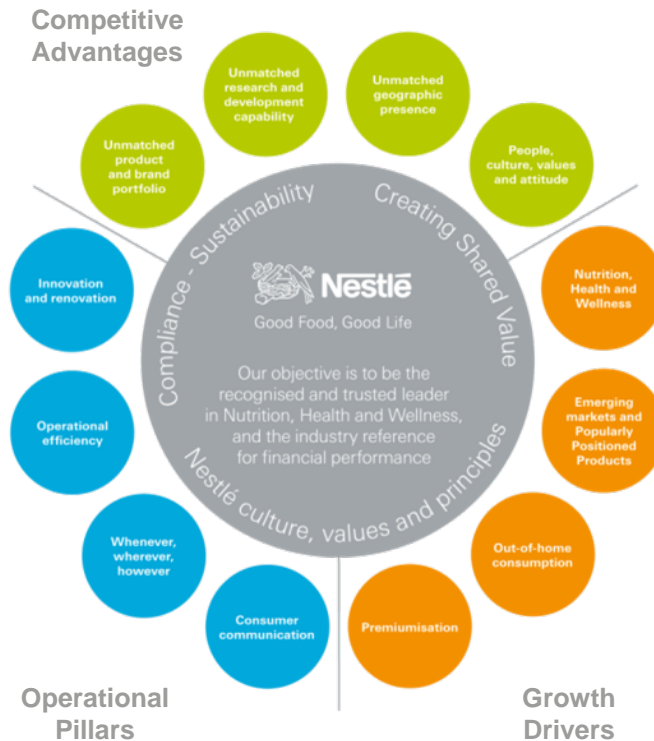 Competitive
Advantages
Unmatched
research and
development
capability
Unmatched
geographic
presence
Unmatched
product
and brand
portfolio
People,
culture, values
and attitude
Compliance - Sustainability
Creating Shared Value
Innovation
and renovation
Nutrition,
Health and
Wellness
Nestlé
Good Food, Good Life
Our objective is to be the
recognised and trusted leader
in Nutrition, Health and Wellness,
and the industry reference
for financial performance
Nestlé culture, values and principles
Operational
efficiency
Emerging
markets and
Popularly
Positioned
Products
Whenever,
wherever,
however
Out-of-home
consumption
Consumer
communication
Premiumisation
Operational
Pillars
Growth
Drivers